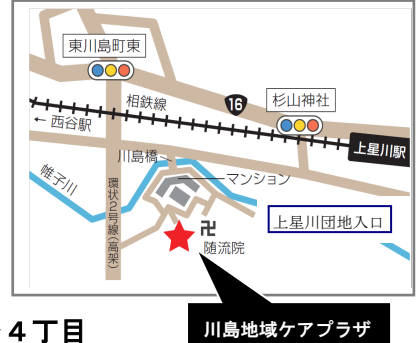 東川島町東
相鉄線
16
杉山神社
← 西谷駅
上星川駅
川島橋
マンション
帷子川
環状2号線(高架)
上星川団地入口
卍
随流院
川島地域ケアプラザ
4丁目